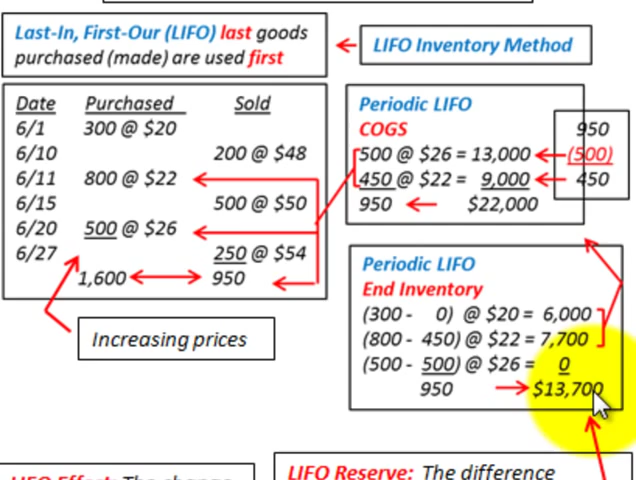 Last-In, First-Our (LIFO) last goods
purchased (made) are used first
LIFO Inventory Method
Date Purchased Sold
6/1 300 @ $20
6/10 200 @ $48
6/11 800 @ $22
6/15 500 @ $50
6/20 500 @ $26
6/27 250 @ $54
1,600 950
Increasing prices
Periodic LIFO
COGS
500 @ $26 = 13,000
450 @ $22 = 9,000
950 $22,000
950
(500)
450
Periodic LIFO
End Inventory
(300 - 0) @ $20 = 6,000
(800 - 450) @ $22 = 7,700
(500 - 500) @ $26 = 0
950 $13,700
LIFO Effect: The change
LIFO Reserve: The difference